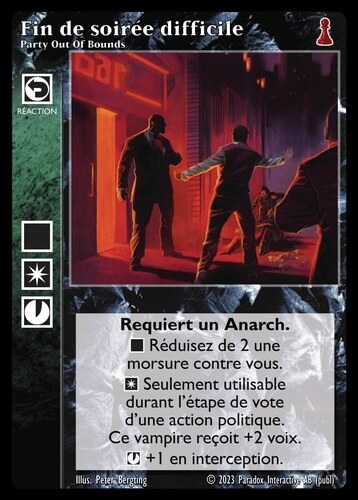 Fin de soirée difficile
Party Out Of Bounds
RÉACTION
Bar
Requiert un Anarch.
Réduisez de 2 une
morsure contre vous.
Seulement utilisable
durant l'étape de vote
d'une action politique.
Ce vampire reçoit +2 voix.
+1 en interception.
Illus. Peter Bergting © 2023 Paradox Interactive AB (publ)